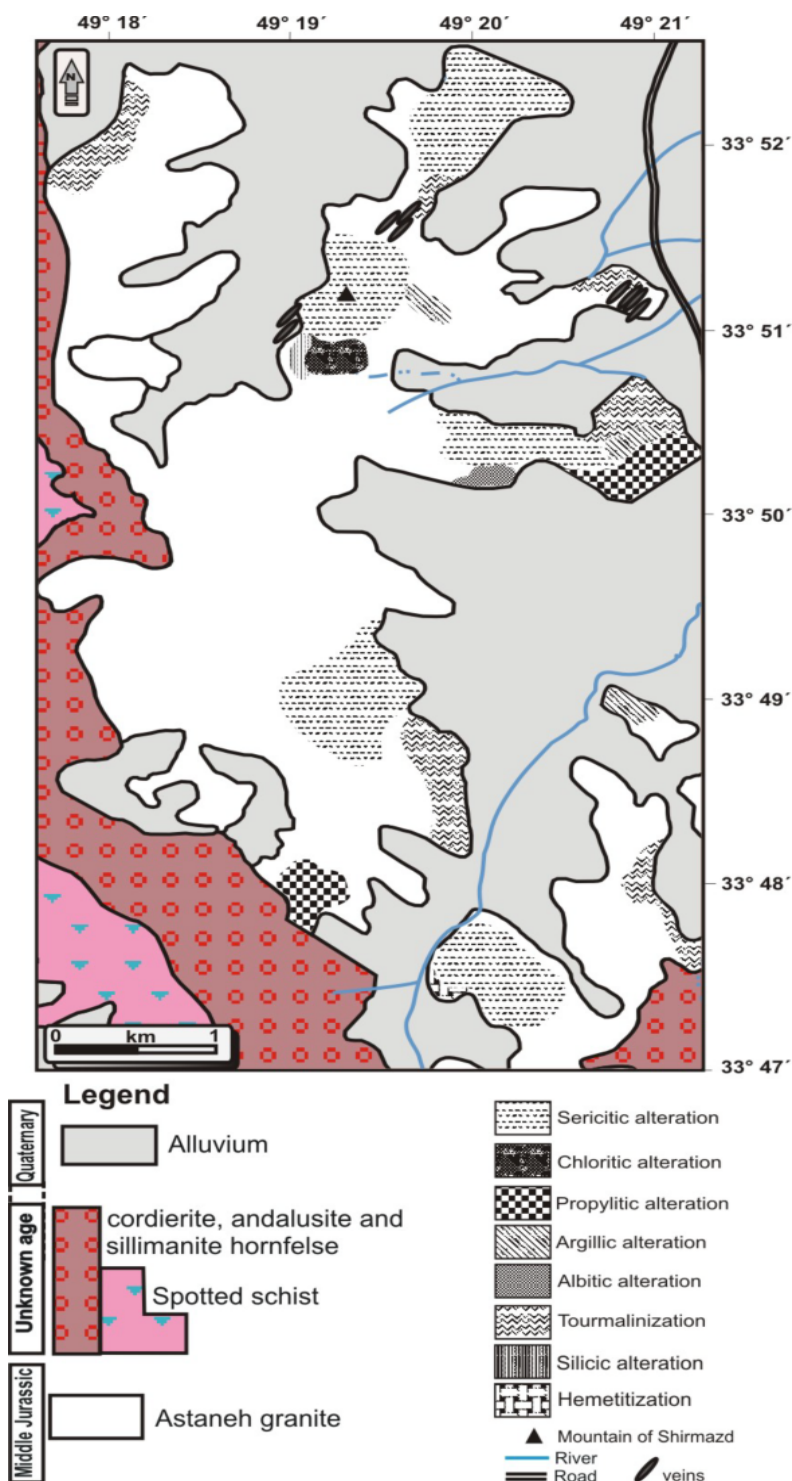 49° 18´ 49° 19´ 49° 20´ 49° 21´
N
33° 52´
33° 51´
33° 50´
33° 49´
33° 48´
33° 47´
0 km 1
Legend
Quaternary
Alluvium
Unknown age
cordierite, andalusite and
sillimanite hornfelse
Spotted schist
Middle Jurassic
Astaneh granite
Sericitic alteration
Chloritic alteration
Propylitic alteration
Argillic alteration
Albitic alteration
Tourmalinization
Silicic alteration
Hemetitization
Mountain of Shirmazd
River
Road
veins